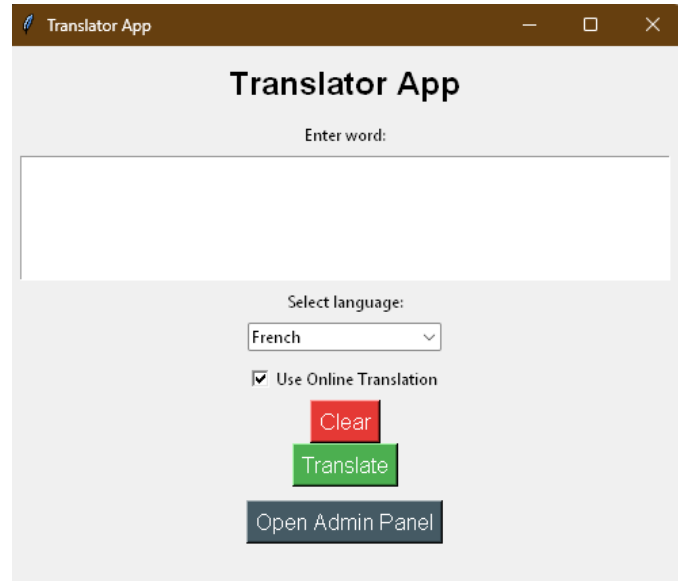 Translator App
Translator App
Enter word:
Select language:
French
Use Online Translation
Clear
Translate
Open Admin Panel